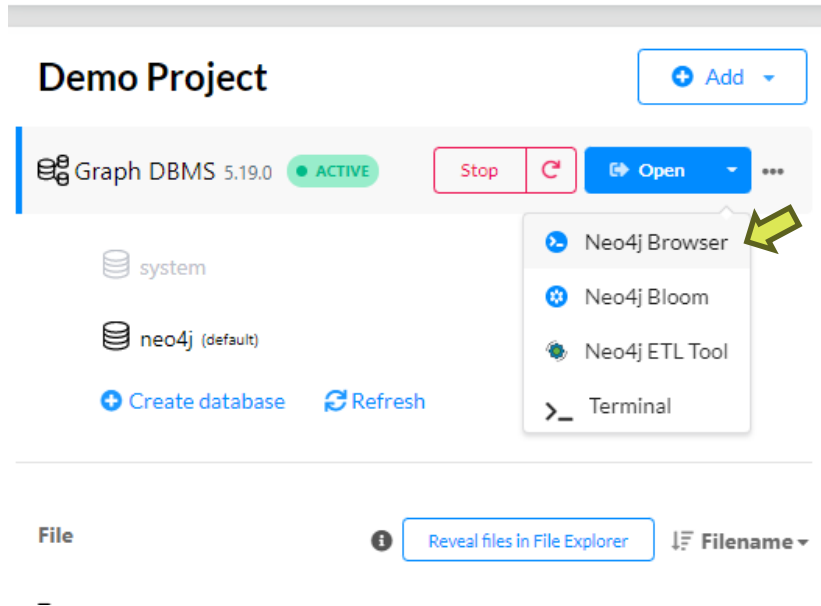 Demo Project
Add
Graph DBMS 5.19.0 ACTIVE Stop Open
Neo4j Browser
system
Neo4j Bloom
neo4j (default)
Neo4j ETL Tool
Create database Refresh
Terminal
File Reveal files in File Explorer Filename